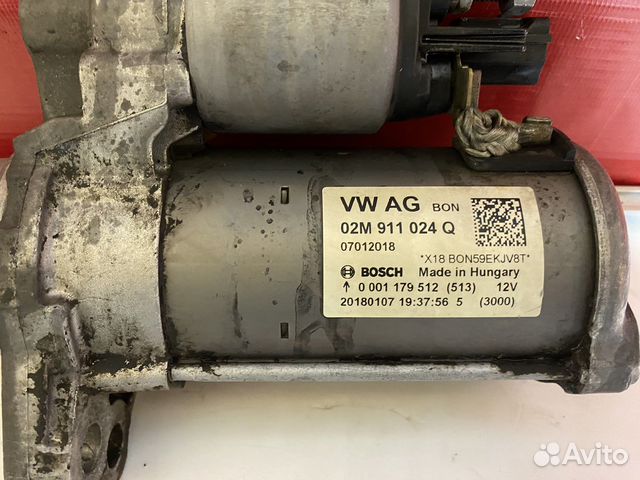 VW AG BON
02M 911 024 Q
07012018
*X18 BON59EKJV8T*
BOSCH Made in Hungary
↑ 0 001 179 512 (513) 12V
20180107 19:37:56 5 (3000)
Avito